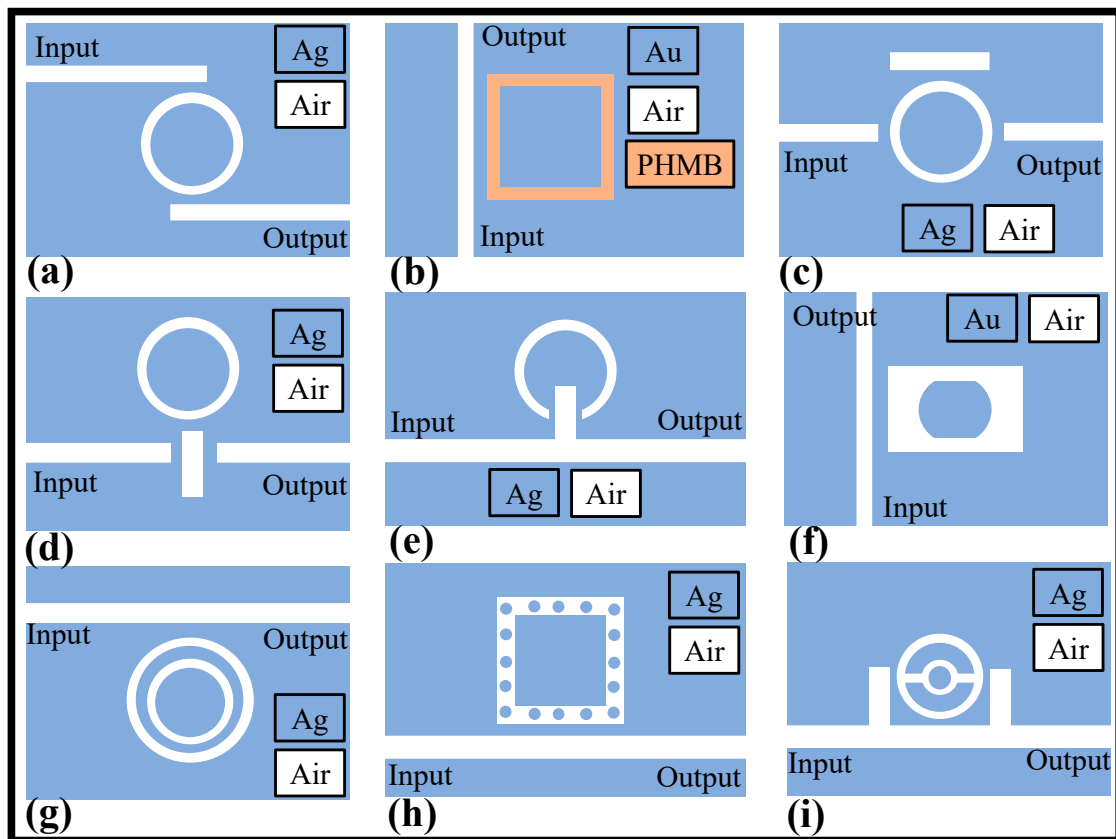 Input
Ag
Air
Output
(a)
Output
Au
Air
PHMB
Input
(b)
Input
Output
Ag
Air
(c)
Ag
Air
Input
Output
(d)
Input
Output
Ag
Air
(e)
Output
Au
Air
Input
(f)
Input
Output
Ag
Air
(g)
Ag
Air
Input
Output
(h)
Ag
Air
Input
Output
(i)